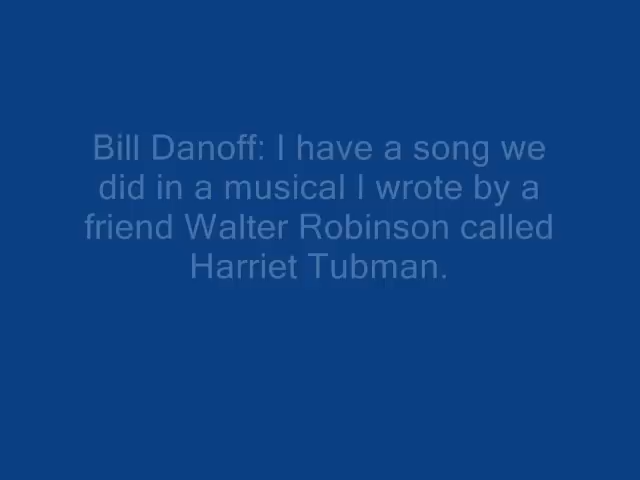 Bill Danoff: I have a song we
did in a musical I wrote by a
friend Walter Robinson called
Harriet Tubman.